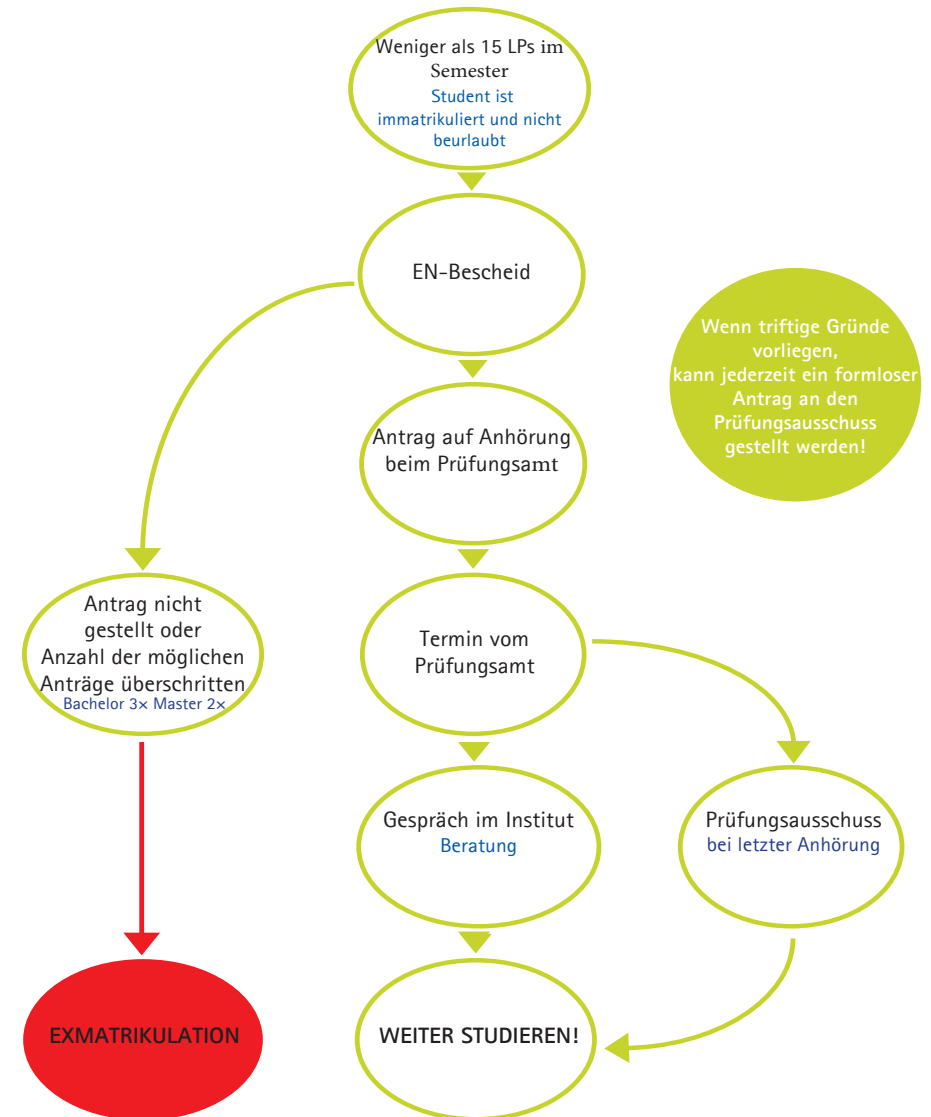 Weniger als 15 LPs im
Semester
Student ist
immatrikuliert und nicht
beurlaubt
EN-Bescheid
Wenn triftige Gründe
vorliegen,
kann jederzeit ein formloser
Antrag an den
Prüfungsausschuss
gestellt werden!
Antrag auf Anhörung
beim Prüfungsamt
Antrag nicht
gestellt oder
Anzahl der möglichen
Anträge überschritten
Bachelor 3× Master 2×
Termin vom
Prüfungsamt
Gespräch im Institut
Beratung
Prüfungsausschuss
bei letzter Anhörung
EXMATRIKULATION
WEITER STUDIEREN!